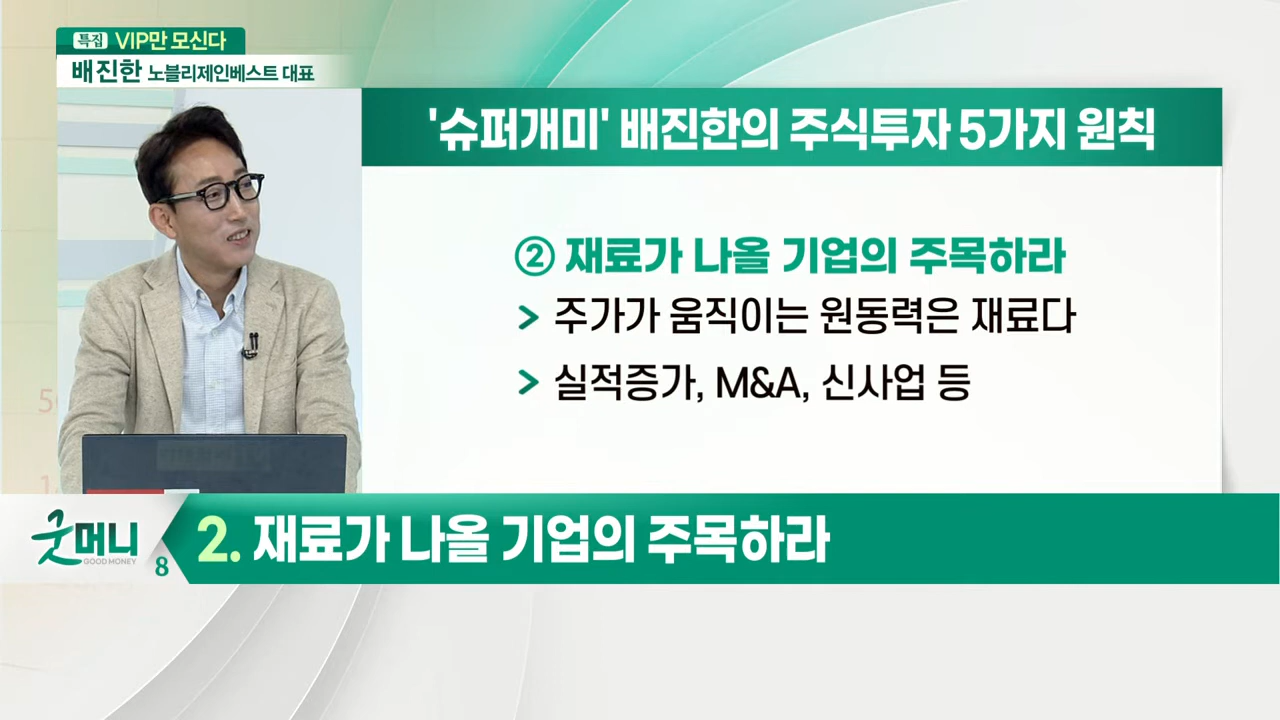 특집 VIP만 모신다
배진한 노블리제인베스트 대표
'슈퍼개미' 배진한의 주식투자 5가지 원칙
② 재료가 나올 기업의 주목하라
> 주가가 움직이는 원동력은 재료다
> 실적증가, M&A, 신사업 등
굿머니
GOOD MONEY
8
2. 재료가 나올 기업의 주목하라